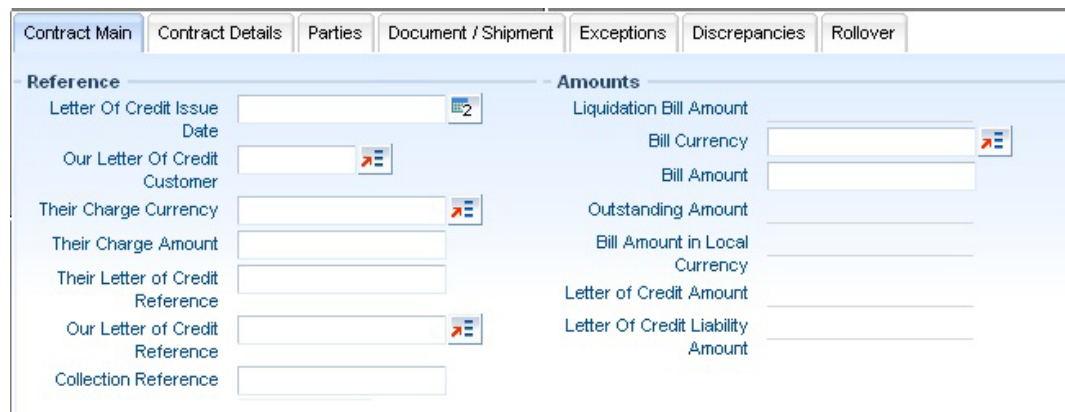 Contract Main Contract Details Parties Document / Shipment Exceptions Discrepancies Rollover
Reference
Letter Of Credit Issue
Date
2
Our Letter Of Credit
Customer
Their Charge Currency
Their Charge Amount
Their Letter of Credit
Reference
Our Letter of Credit
Reference
Collection Reference
Amounts
Liquidation Bill Amount
Bill Currency
Bill Amount
Outstanding Amount
Bill Amount in Local
Currency
Letter of Credit Amount
Letter Of Credit Liability
Amount